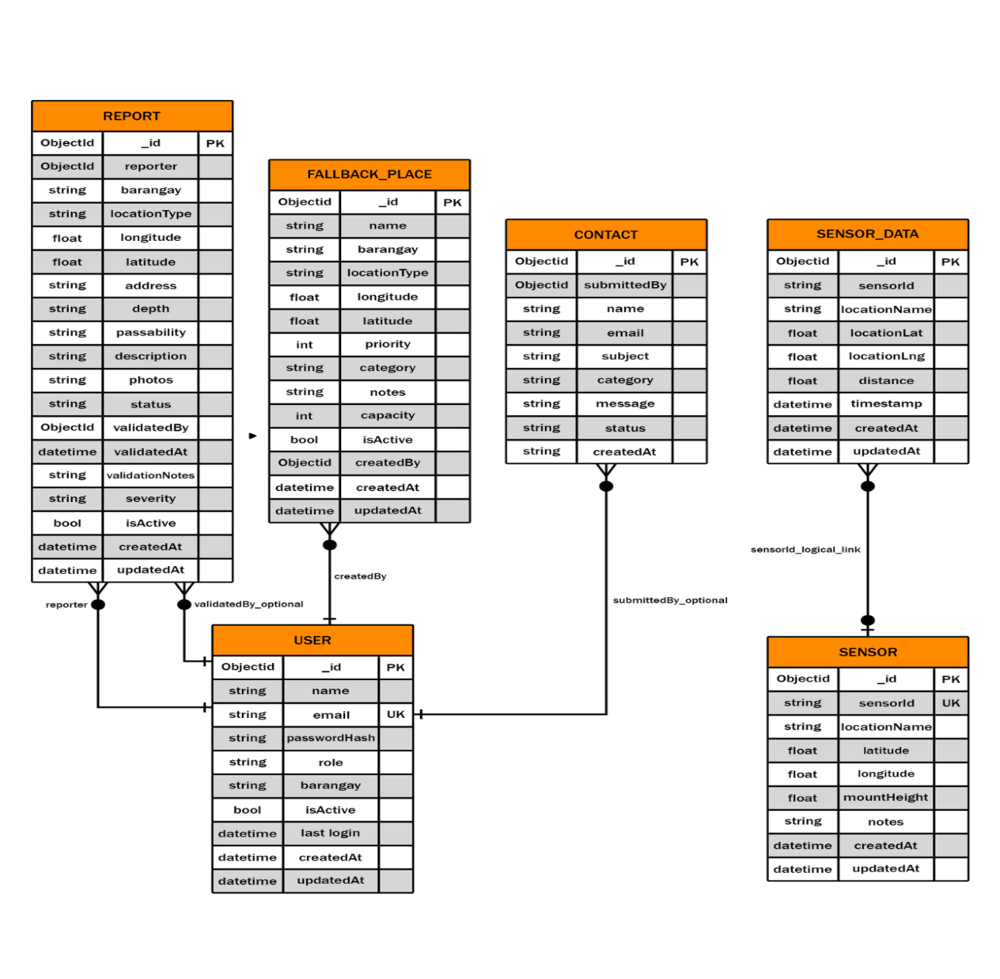 REPORT
ObjectId _id PK
ObjectId reporter
string barangay
string locationType
float longitude
float latitude
string address
string depth
string passability
string description
string photos
string status
ObjectId validatedBy
datetime validatedAt
string validationNotes
string severity
bool isActive
datetime createdAt
datetime updatedAt
FALLBACK_PLACE
Objectid _id PK
string name
string barangay
string locationType
float longitude
float latitude
int priority
string category
string notes
int capacity
bool isActive
Objectid createdBy
datetime createdAt
datetime updatedAt
CONTACT
Objectid _id PK
Objectid submittedBy
string name
string email
string subject
string category
string message
string status
string createdAt
SENSOR_DATA
Objectid _id PK
string sensorId
string locationName
float locationLat
float locationLng
float distance
datetime timestamp
datetime createdAt
datetime updatedAt
reporter
validatedBy_optional
createdBy
submittedBy_optional
sensorId_logical_link
USER
Objectid _id PK
string name
string email UK
string passwordHash
string role
string barangay
bool isActive
datetime last login
datetime createdAt
datetime updatedAt
SENSOR
Objectid _id PK
string sensorId UK
string locationName
float latitude
float longitude
float mountHeight
string notes
datetime createdAt
datetime updatedAt